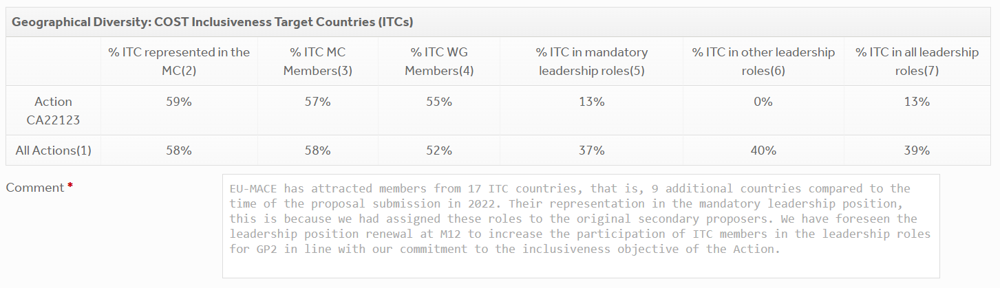 Geographical Diversity: COST Inclusiveness Target Countries (ITCs)
% ITC represented in the MC(2) % ITC MC Members(3) % ITC WG Members(4) % ITC in mandatory leadership roles(5) % ITC in other leadership roles(6) % ITC in all leadership roles(7)
Action CA22123 59% 57% 55% 13% 0% 13%
All Actions(1) 58% 58% 52% 37% 40% 39%
Comment *
EU-MACE has attracted members from 17 ITC countries, that is, 9 additional countries compared to the
time of the proposal submission in 2022. Their representation in the mandatory leadership position,
this is because we had assigned these roles to the original secondary proposers. We have foreseen the
leadership position renewal at M12 to increase the participation of ITC members in the leadership roles
for GP2 in line with our commitment to the inclusiveness objective of the Action.